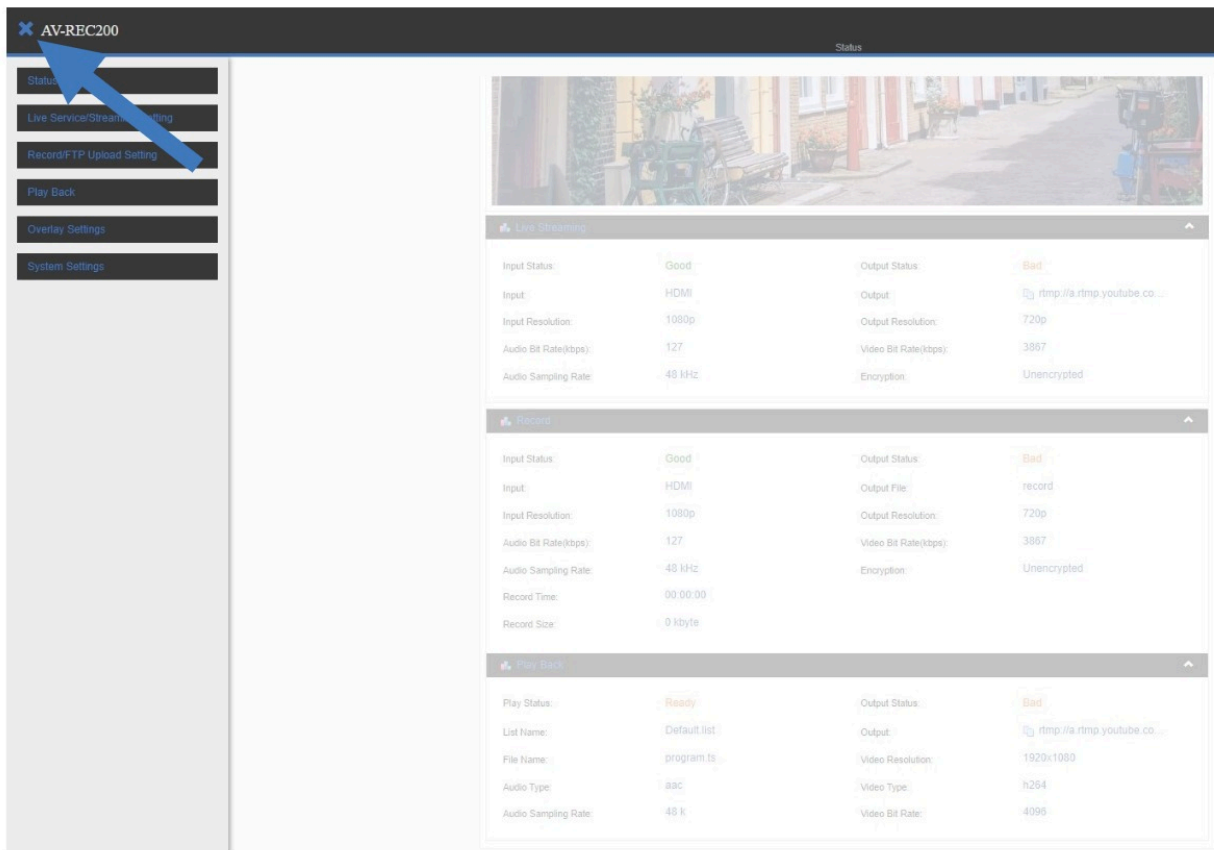 AV-REC200
Status
Status
Live Service/Stream etting
Record/FTP Upload Setting
Play Back
Overlay Settings
System Settings
Live Streaming
Input Status: Good Output Status: Bad
Input: HDMI Output: rtmp://a.rtmp.youtube.co...
Input Resolution: 1080p Output Resolution: 720p
Audio Bit Rate(kbps): 127 Video Bit Rate(kbps): 3867
Audio Sampling Rate: 48 kHz Encryption: Unencrypted
Record
Input Status: Good Output Status: Bad
Input: HDMI Output File: record
Input Resolution: 1080p Output Resolution: 720p
Audio Bit Rate(kbps): 127 Video Bit Rate(kbps): 3867
Audio Sampling Rate: 48 kHz Encryption: Unencrypted
Record Time: 00:00:00
Record Size: 0 kbyte
Play Back
Play Status: Ready Output Status: Bad
List Name: Default.list Output: rtmp://a.rtmp.youtube.co...
File Name: program.ts Video Resolution: 1920x1080
Audio Type: aac Video Type: h264
Audio Sampling Rate: 48 k Video Bit Rate: 4096